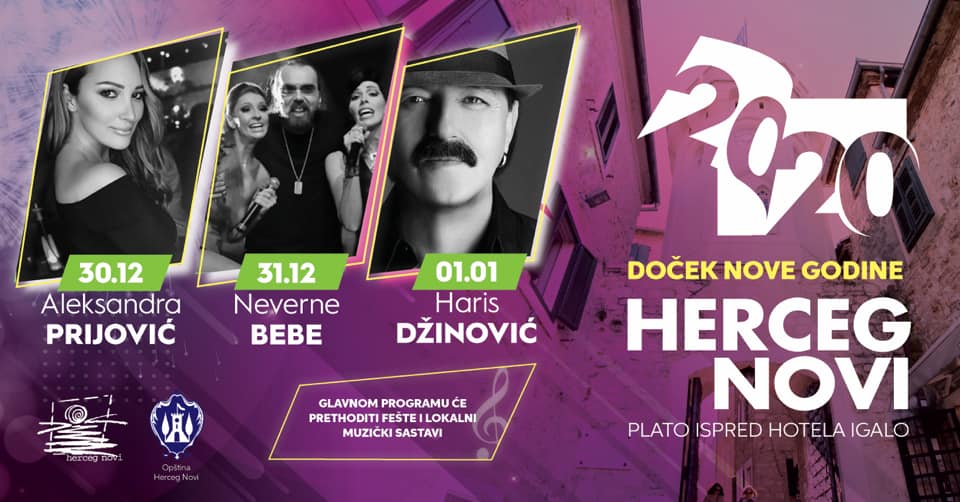 30.12
Aleksandra
PRIJOVIĆ
31.12
Neverne
BEBE
01.01
Haris
DŽINOVIĆ
2020
DOČEK NOVE GODINE
HERCEG
NOVI
PLATO ISPRED HOTELA IGALO
GLAVNOM PROGRAMU ĆE
PRETHODITI FEŠTE I LOKALNI
MUZIČKI SASTAVI
herceg novi
Opština
Herceg Novi